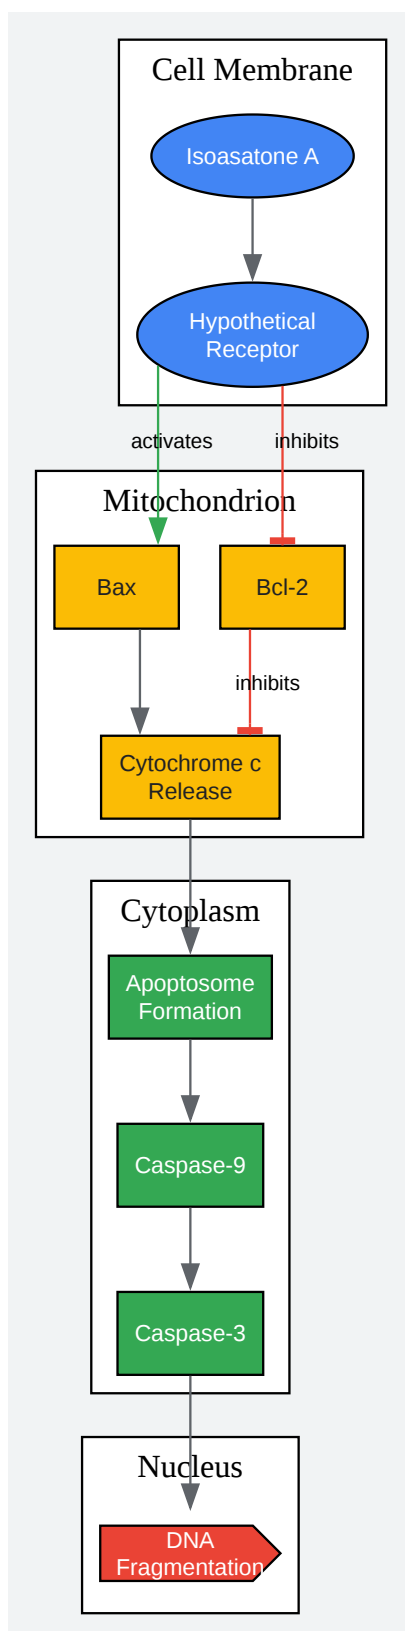 Cell Membrane
Isoasatone A
Hypothetical
Receptor
activates
inhibits
Mitochondrion
Bax
Bcl-2
inhibits
Cytochrome c
Release
Cytoplasm
Apoptosome
Formation
Caspase-9
Caspase-3
Nucleus
DNA
Fragmentation